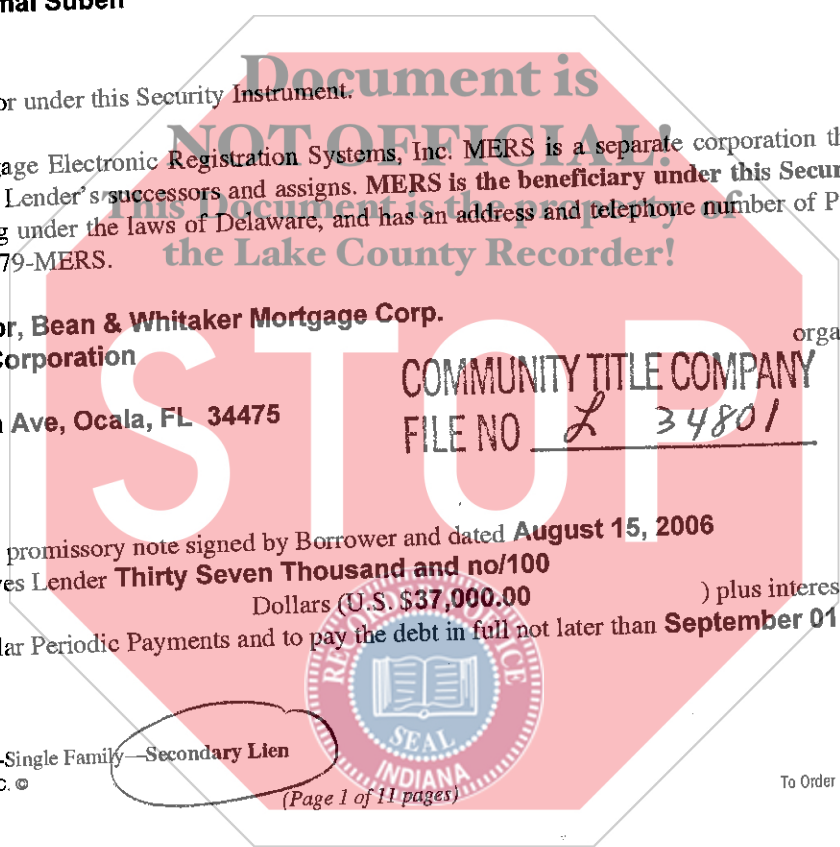 or under this Security Instrument.
Document is
NOT OFFICIAL!
This Document is the property of
the Lake County Recorder!
gage Electronic Registration Systems, Inc. MERS is a separate corporation th
Lender's successors and assigns. MERS is the beneficiary under this Secur
g under the laws of Delaware, and has an address and telephone number of P
79-MERS.
or, Bean & Whitaker Mortgage Corp.
orga
Corporation
COMMUNITY TITLE COMPANY
FILE NO L 34801
Ave, Ocala, FL 34475
STOP
promissory note signed by Borrower and dated August 15, 2006
es Lender Thirty Seven Thousand and no/100
Dollars (U.S. $37,000.00 ) plus interes
lar Periodic Payments and to pay the debt in full not later than September 01
RECORDER'S OFFICE
SEAL
INDIANA
-Single Family—Secondary Lien
C. ©
To Order
(Page 1 of 11 pages)